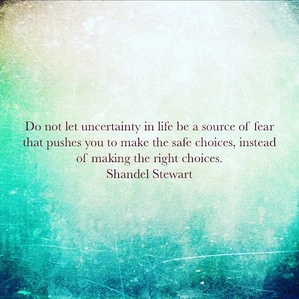 Do not let uncertainty in life be a source of fear
that pushes you to make the safe choices, instead
of making the right choices.
Shandel Stewart